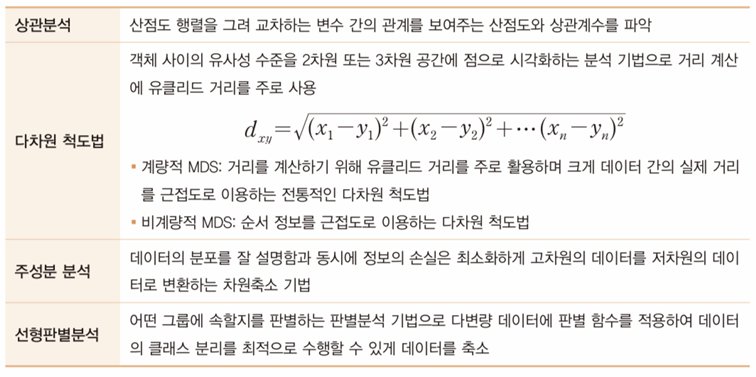 상관분석
산점도 행렬을 그려 교차하는 변수 간의 관계를 보여주는 산점도와 상관계수를 파악
다차원 척도법
객체 사이의 유사성 수준을 2차원 또는 3차원 공간에 점으로 시각화하는 분석 기법으로 거리 계산
에 유클리드 거리를 주로 사용
d_xy=√((x₁−y₁)²+(x₂−y₂)²+⋯(xₙ−yₙ)²)
▪ 계량적 MDS: 거리를 계산하기 위해 유클리드 거리를 주로 활용하며 크게 데이터 간의 실제 거리
를 근접도로 이용하는 전통적인 다차원 척도법
▪ 비계량적 MDS: 순서 정보를 근접도로 이용하는 다차원 척도법
주성분 분석
데이터의 분포를 잘 설명함과 동시에 정보의 손실은 최소화하게 고차원의 데이터를 저차원의 데이
터로 변환하는 차원축소 기법
선형판별분석
어떤 그룹에 속할지를 판별하는 판별분석 기법으로 다변량 데이터에 판별 함수를 적용하여 데이터
의 클래스 분리를 최적으로 수행할 수 있게 데이터를 축소